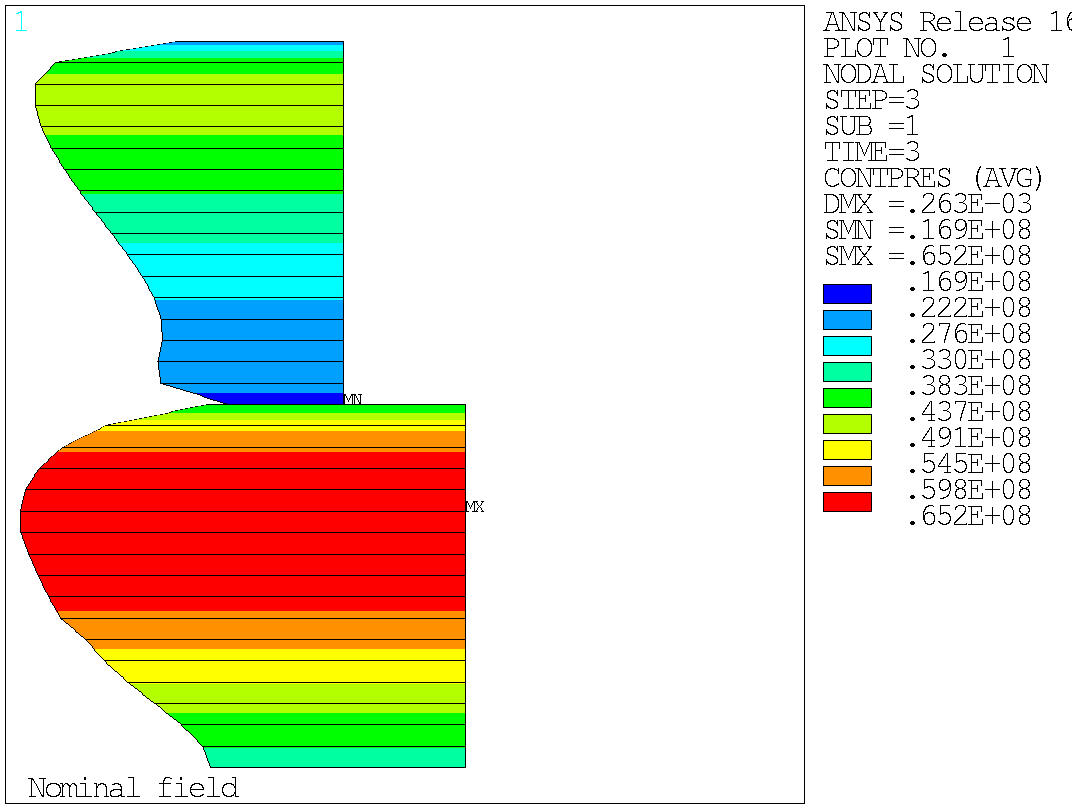 1
ANSYS Release 16
PLOT NO. 1
NODAL SOLUTION
STEP=3
SUB =1
TIME=3
CONTPRES (AVG)
DMX =.263E-03
SMN =.169E+08
SMX =.652E+08
.169E+08
.222E+08
.276E+08
.330E+08
.383E+08
.437E+08
.491E+08
.545E+08
.598E+08
.652E+08
MN
MX
Nominal field